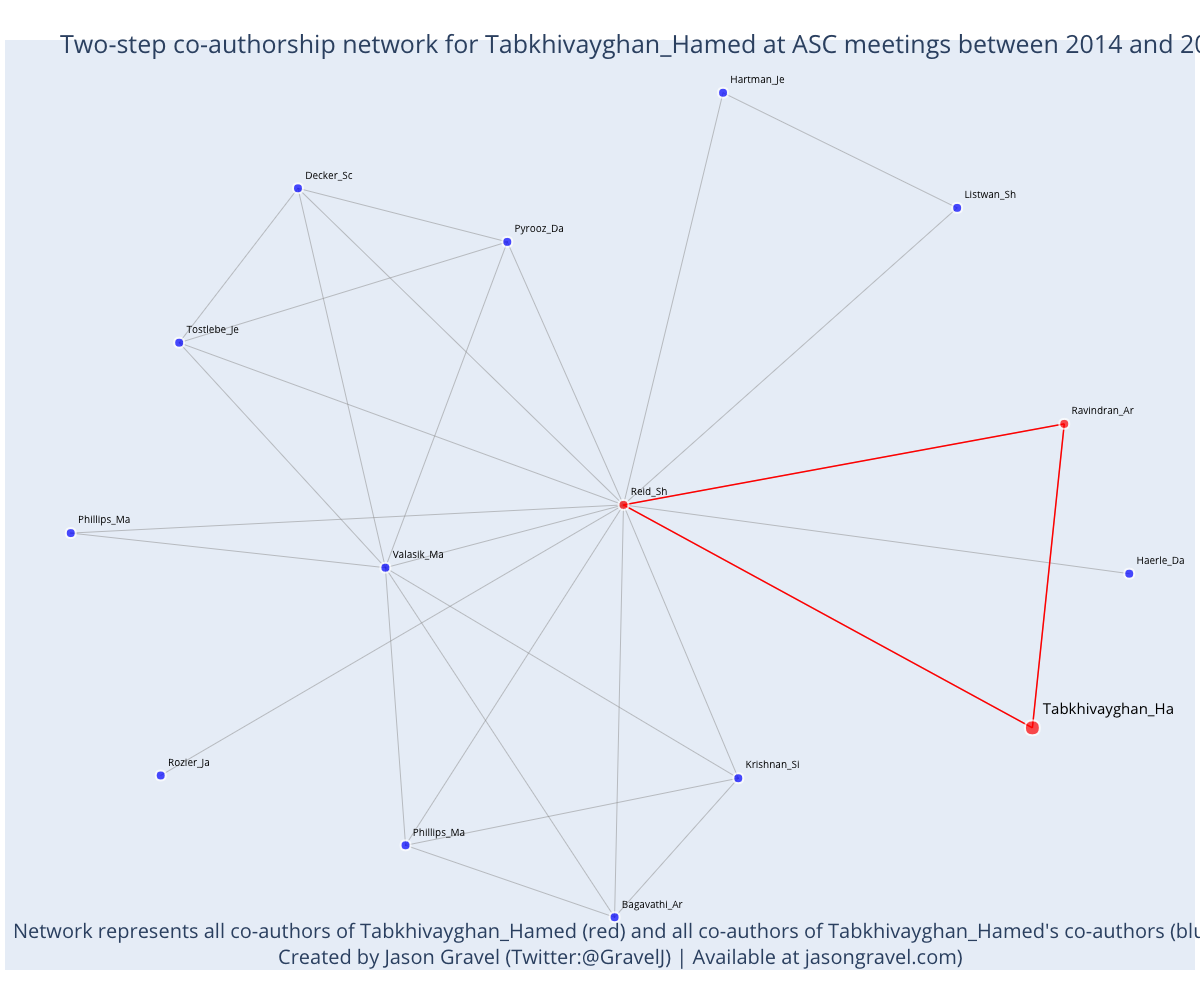 Two-step co-authorship network for Tabkhivayghan_Hamed at ASC meetings between 2014 and 20
Hartman_Je
Decker_Sc
Listwan_Sh
Pyrooz_Da
Tostlebe_Je
Ravindran_Ar
Reid_Sh
Phillips_Ma
Valasik_Ma
Haerle_Da
Tabkhivayghan_Ha
Rozier_Ja
Krishnan_Si
Phillips_Ma
Bagavathi_Ar
Network represents all co-authors of Tabkhivayghan_Hamed (red) and all co-authors of Tabkhivayghan_Hamed's co-authors (blu
Created by Jason Gravel (Twitter:@GravelJ) | Available at jasongravel.com)